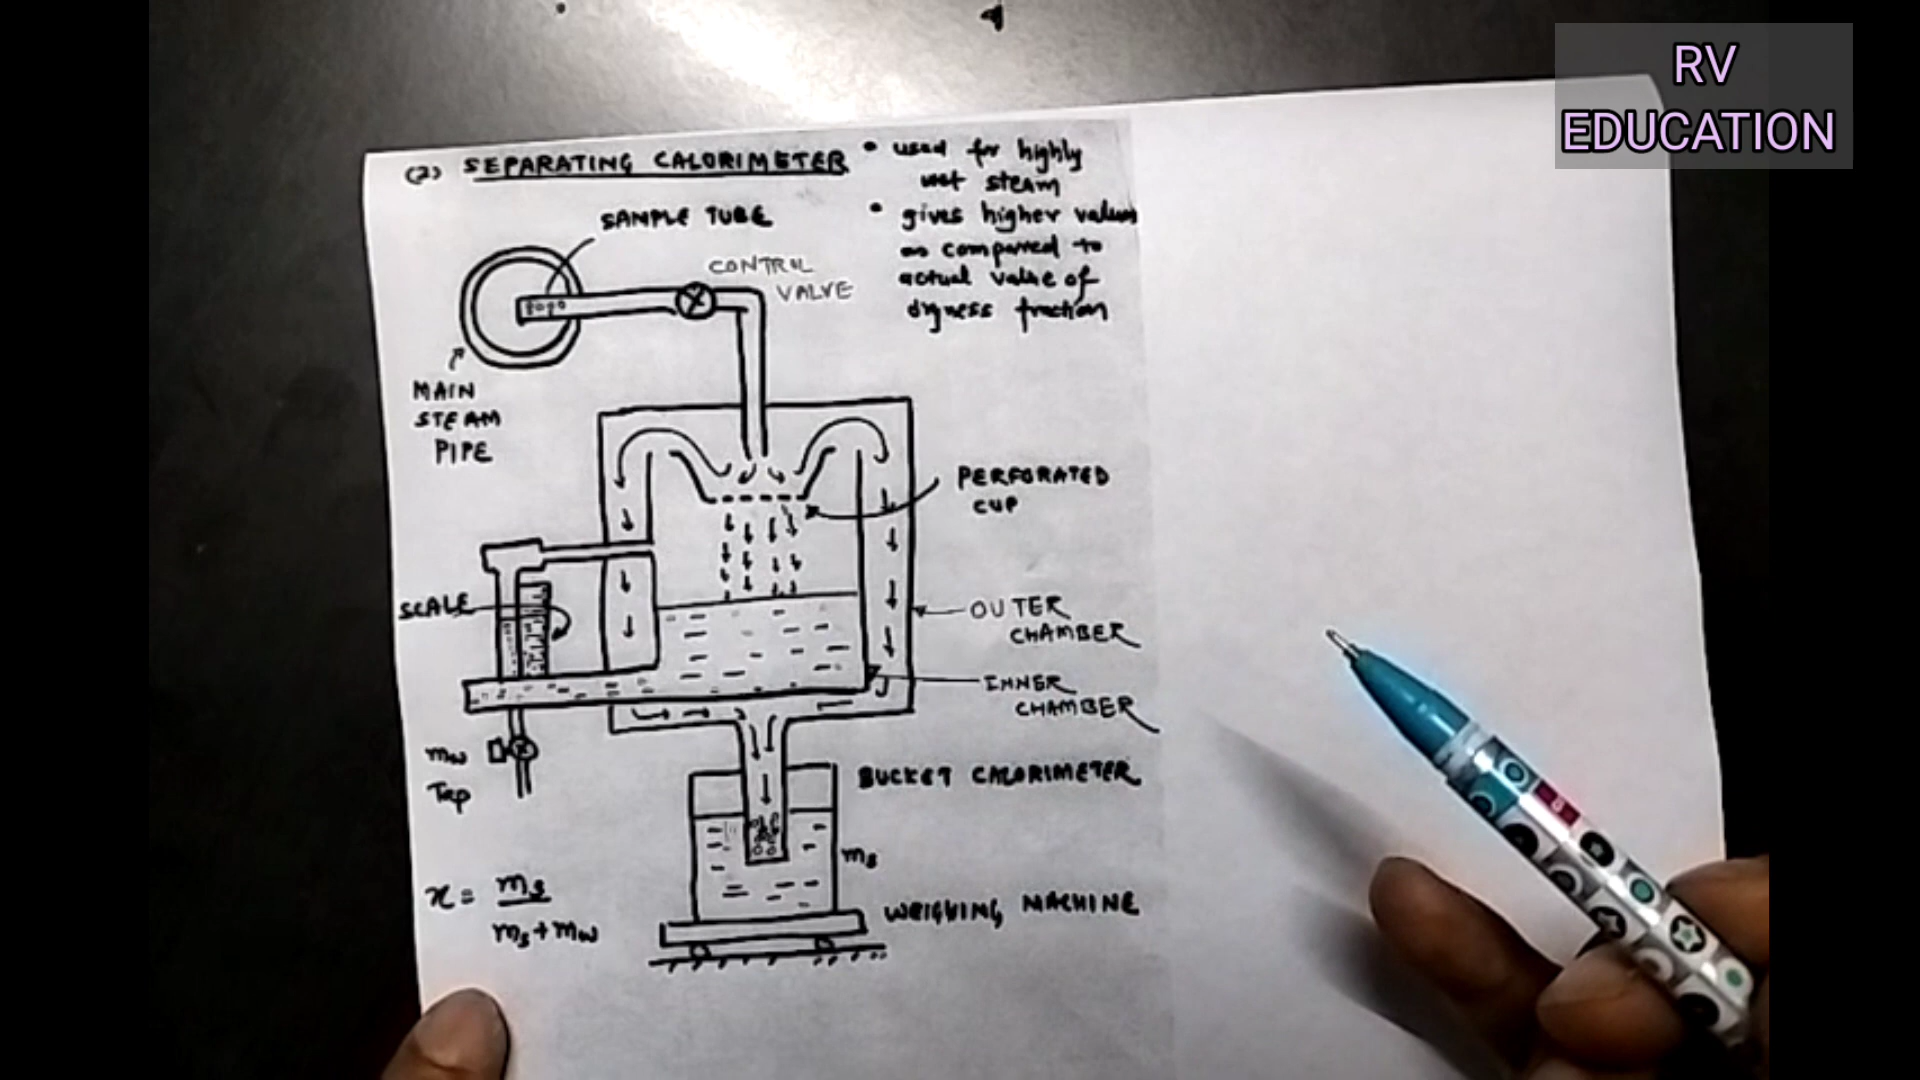 RV
EDUCATION
(2) SEPARATING CALORIMETER
• used for highly
wet steam
• gives higher values
as compared to
actual value of
dryness fraction
SAMPLE TUBE
CONTROL
VALVE
MAIN
STEAM
PIPE
PERFORATED
CUP
SCALE
OUTER
CHAMBER
INNER
CHAMBER
mw
Tap
BUCKET CALORIMETER
ms
x = ms
ms + mw
WEIGHING MACHINE